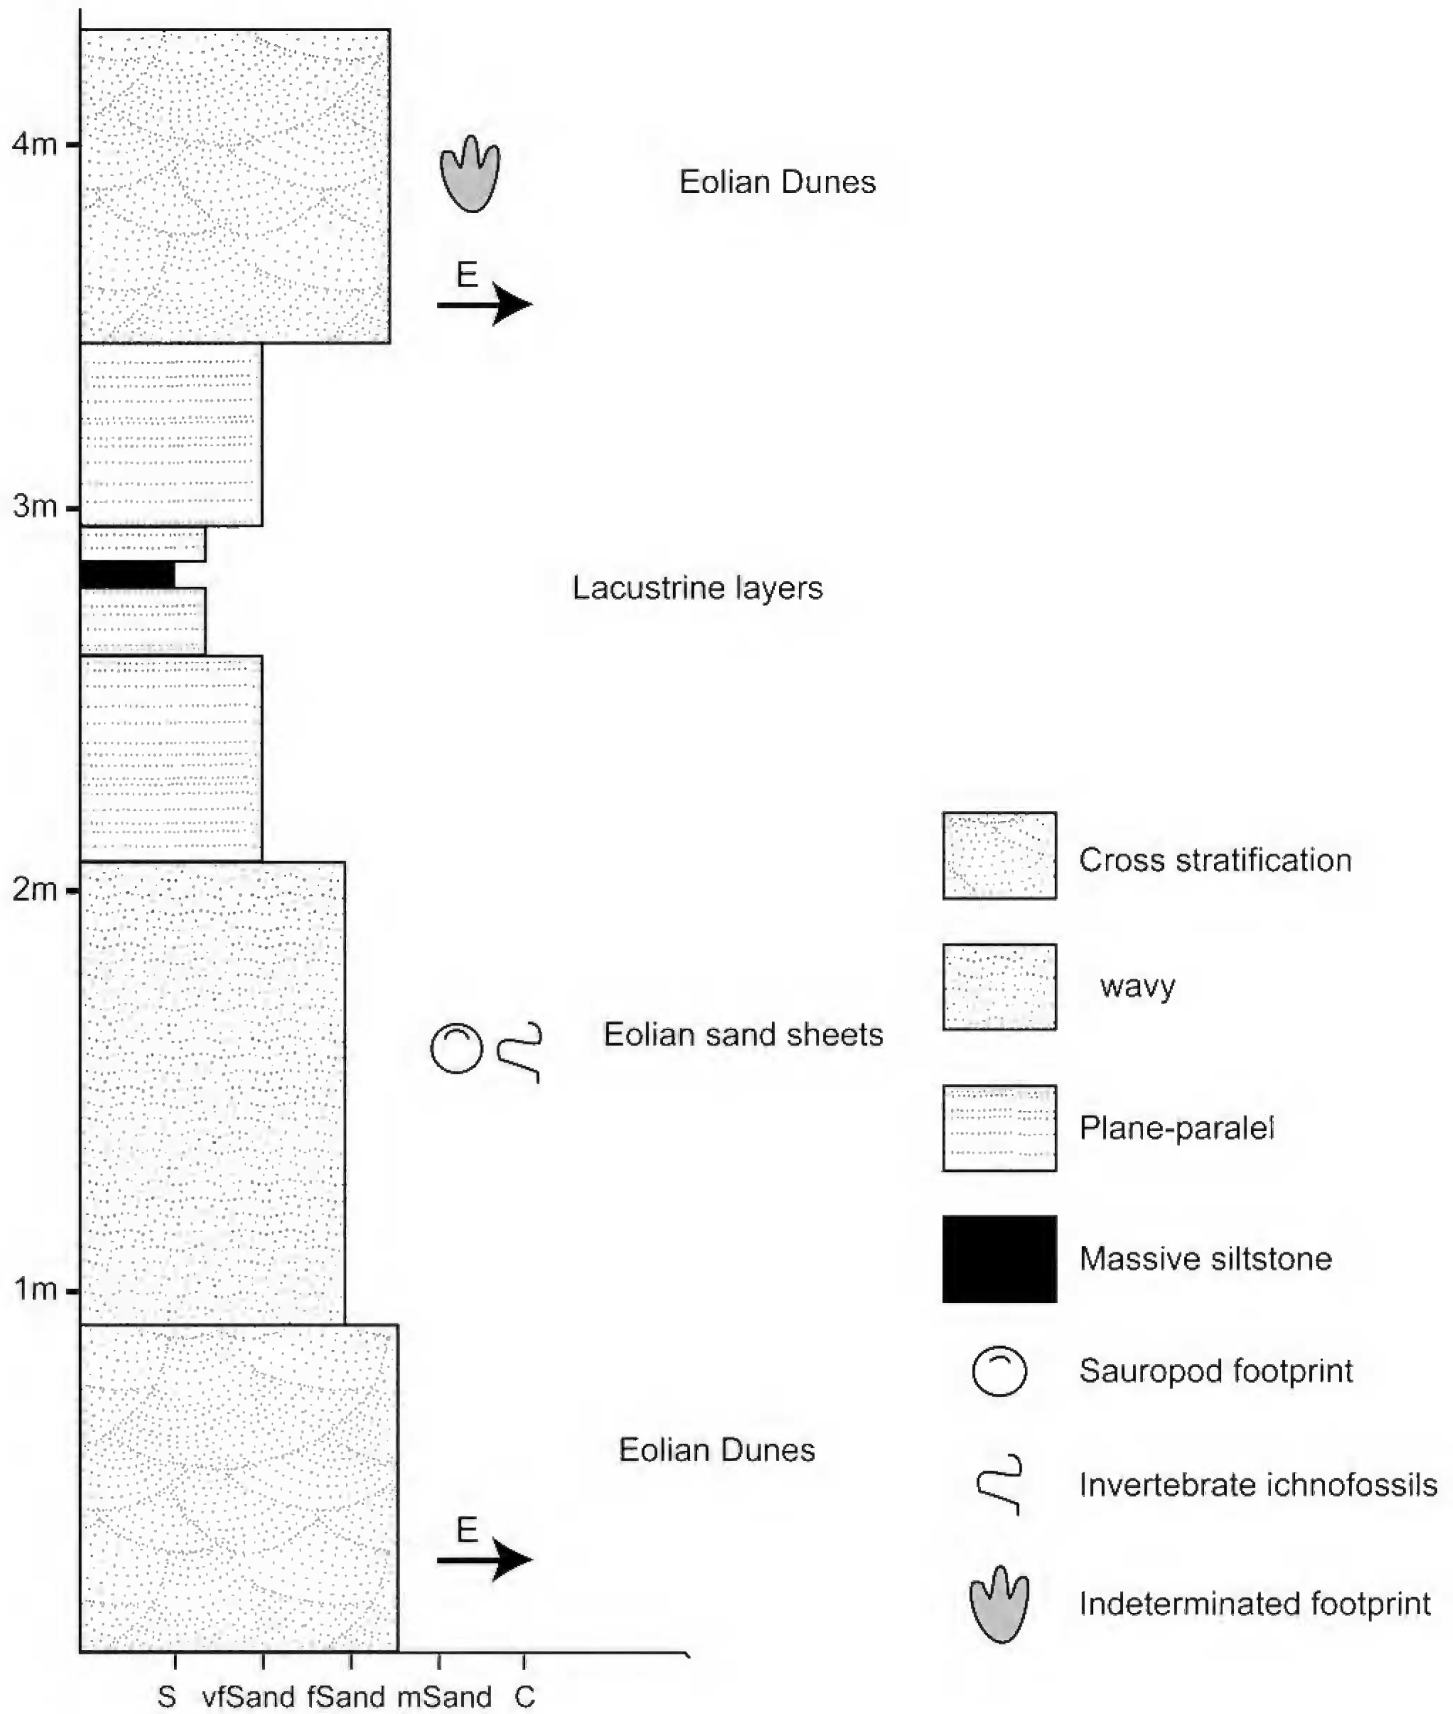 4m
Eolian Dunes
E
3m
Lacustrine layers
2m
Eolian sand sheets
1m
Eolian Dunes
E
S vfSand fSand mSand C
Cross stratification
wavy
Plane-paralel
Massive siltstone
Sauropod footprint
Invertebrate ichnofossils
Indeterminated footprint